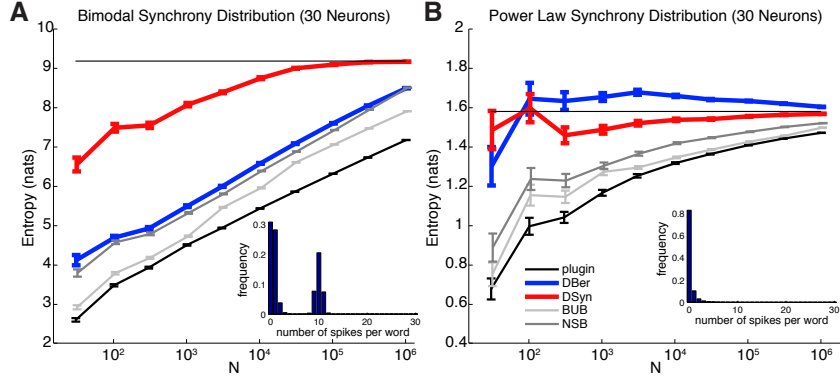 A
Bimodal Synchrony Distribution (30 Neurons)
Entropy (nats)
10
9
8
7
6
5
4
3
2
10²
10³
10⁴
10⁵
10⁶
N
frequency
0.3
0.2
0.1
0
0
10
20
30
number of spikes per word
B
Power Law Synchrony Distribution (30 Neurons)
Entropy (nats)
2
1.8
1.6
1.4
1.2
1
0.8
0.6
0.4
10²
10³
10⁴
10⁵
10⁶
N
plugin
DBer
DSyn
BUB
NSB
frequency
0.8
0.6
0.4
0.2
0
0
10
20
30
number of spikes per word